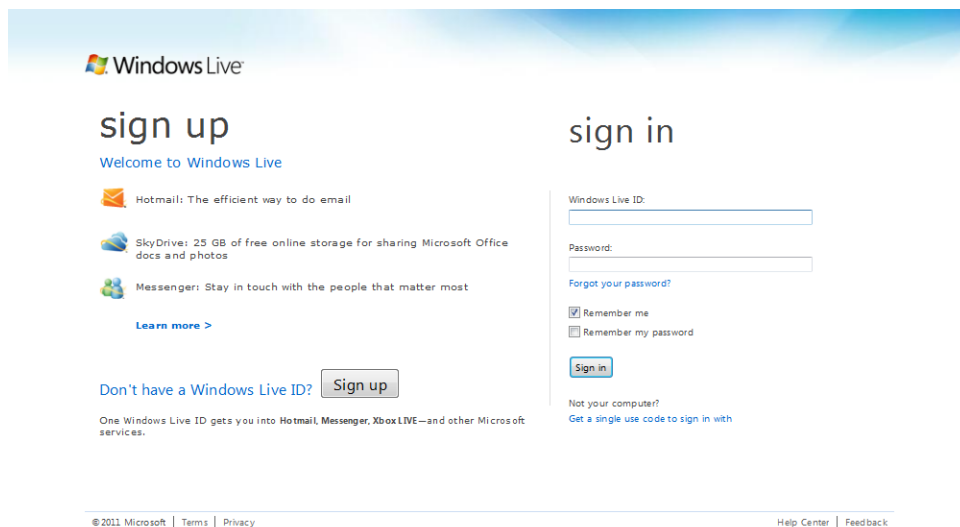 Windows Live
sign up
Welcome to Windows Live
Hotmail: The efficient way to do email
SkyDrive: 25 GB of free online storage for sharing Microsoft Office
docs and photos
Messenger: Stay in touch with the people that matter most
Learn more >
Don't have a Windows Live ID? Sign up
One Windows Live ID gets you into Hotmail, Messenger, Xbox LIVE—and other Microsoft
services.
sign in
Windows Live ID:
Password:
Forgot your password?
Remember me
Remember my password
Sign in
Not your computer?
Get a single use code to sign in with
© 2011 Microsoft | Terms | Privacy
Help Center | Feedback